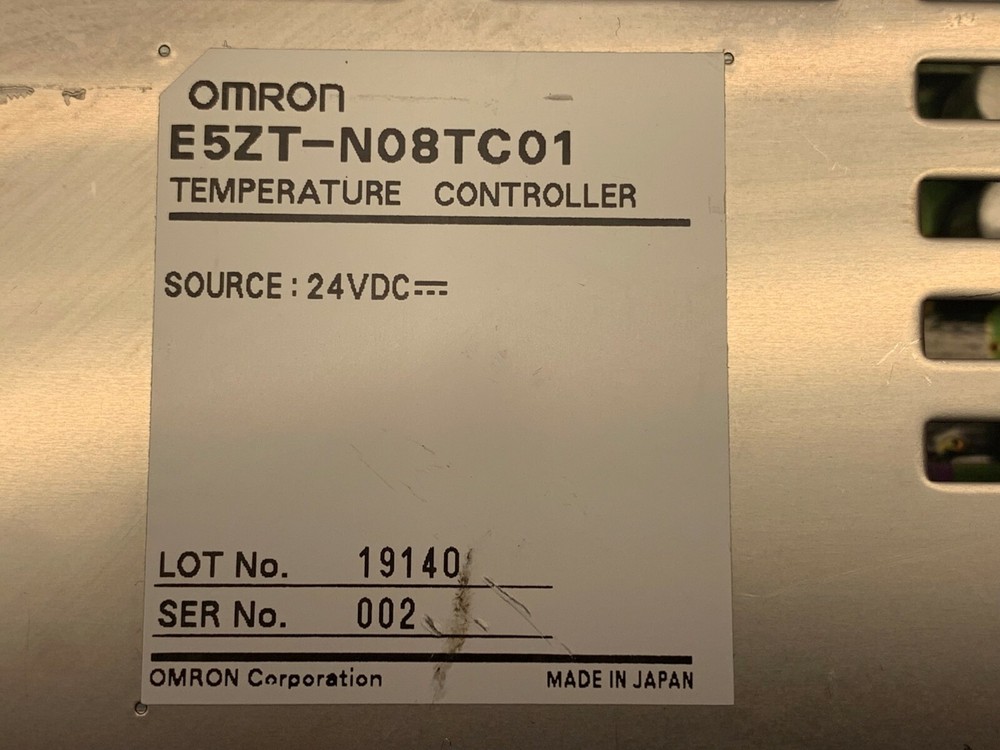 OMRON
E5ZT-N08TC01
TEMPERATURE CONTROLLER
SOURCE : 24VDC⎓
LOT No. 19140
SER No. 002
OMRON Corporation MADE IN JAPAN